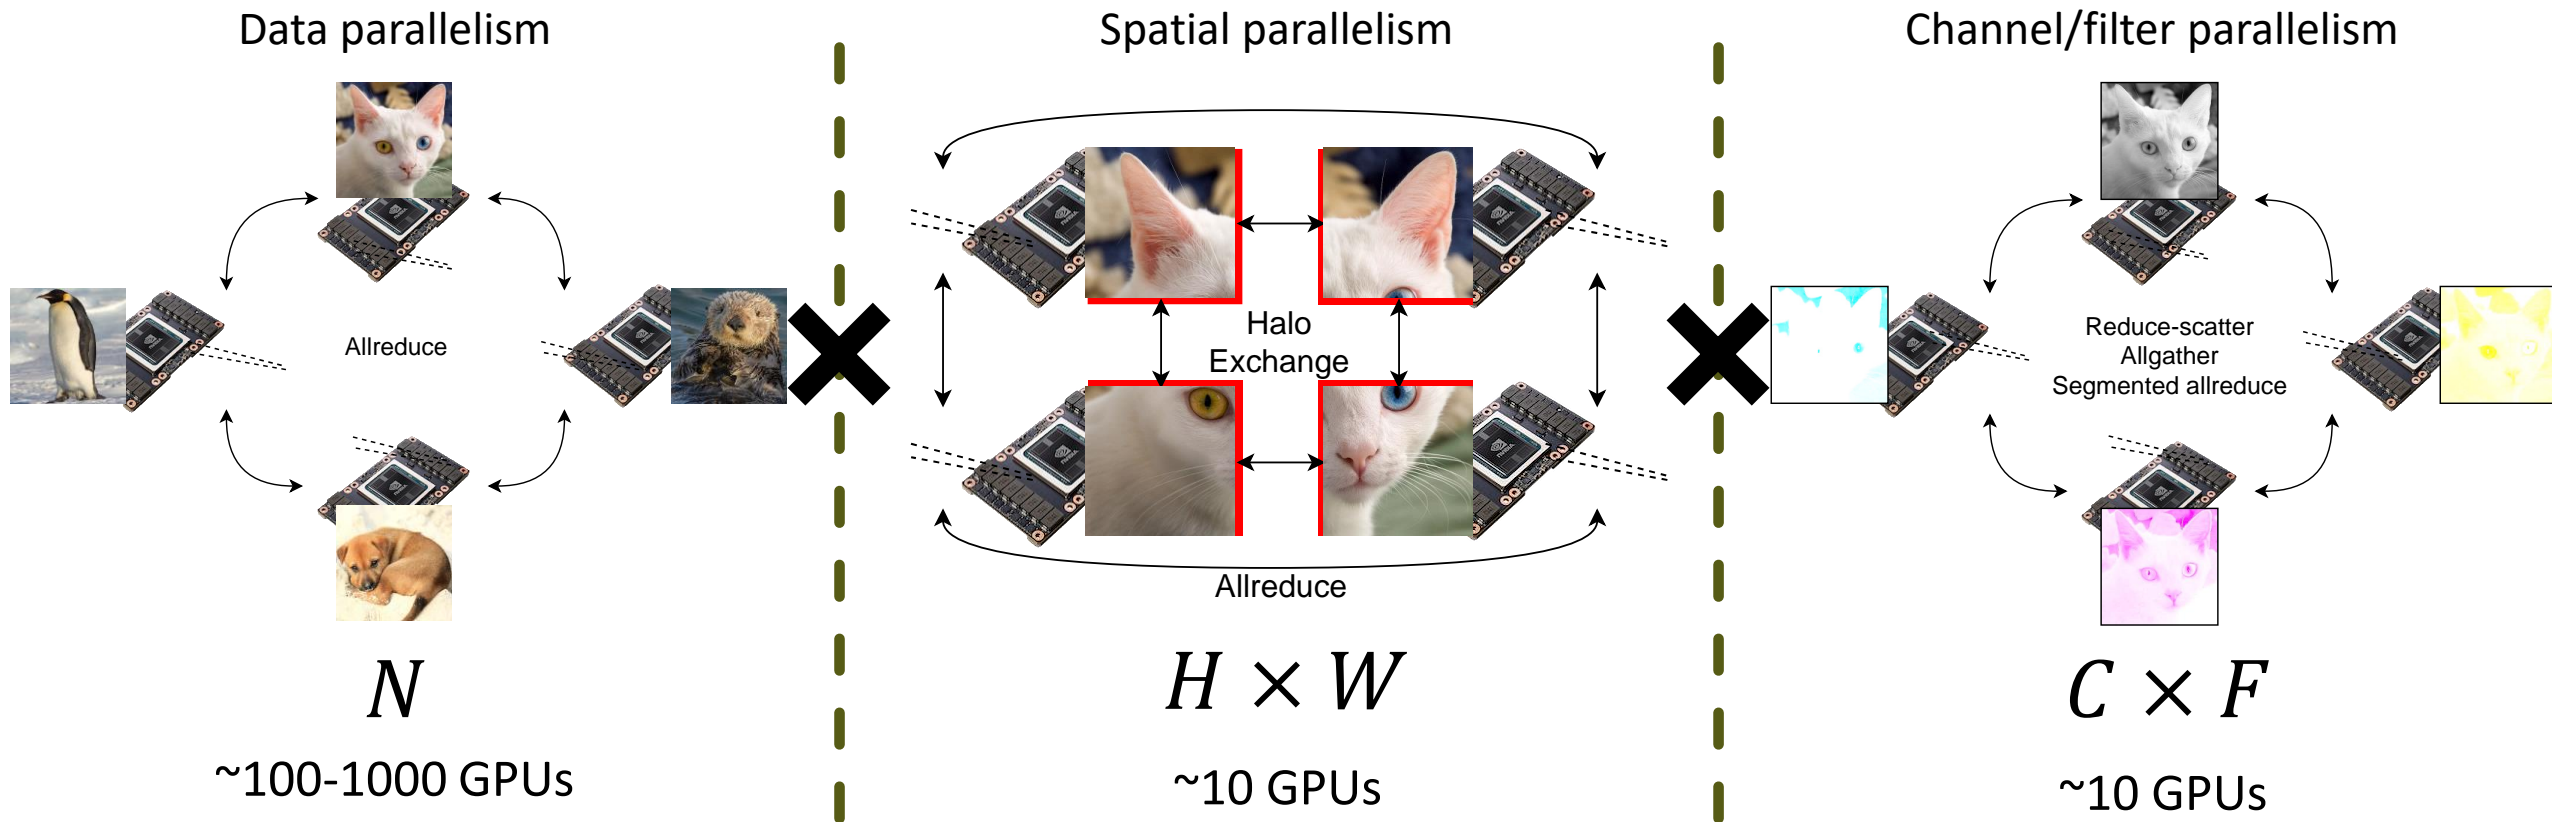 Data parallelism
Allreduce
N
~100-1000 GPUs
Spatial parallelism
Halo
Exchange
Allreduce
H × W
~10 GPUs
Channel/filter parallelism
Reduce-scatter
Allgather
Segmented allreduce
C × F
~10 GPUs